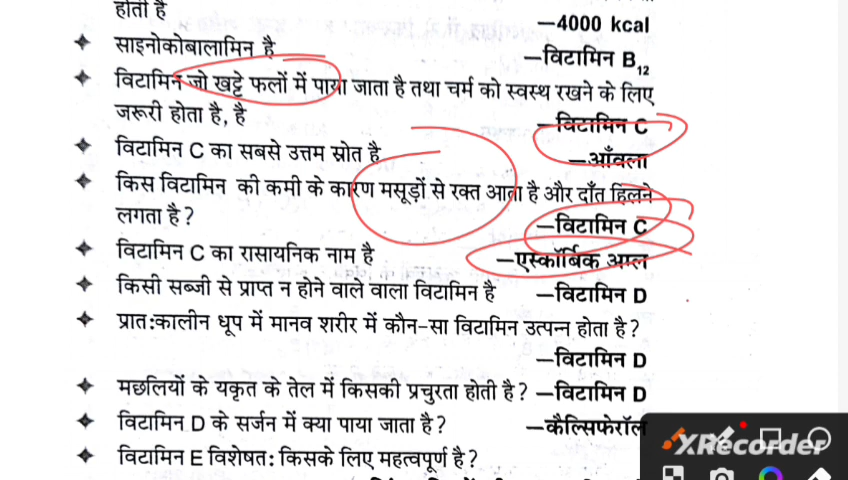 होती है —4000 kcal
साइनोकोबालामिन है —विटामिन B₁₂
विटामिन जो खट्टे फलों में पाया जाता है तथा चर्म को स्वस्थ रखने के लिए
जरूरी होता है, है —विटामिन C
विटामिन C का सबसे उत्तम स्रोत है —आँवला
किस विटामिन की कमी के कारण मसूड़ों से रक्त आता है और दाँत हिलने
लगता है? —विटामिन C
विटामिन C का रासायनिक नाम है —एस्कॉर्बिक अम्ल
किसी सब्जी से प्राप्त न होने वाले वाला विटामिन है —विटामिन D
प्रात:कालीन धूप में मानव शरीर में कौन-सा विटामिन उत्पन्न होता है?
—विटामिन D
मछलियों के यकृत के तेल में किसकी प्रचुरता होती है? —विटामिन D
विटामिन D के सर्जन में क्या पाया जाता है? —कैल्सिफेरॉल
विटामिन E विशेषत: किसके लिए महत्वपूर्ण है?
XRecorder